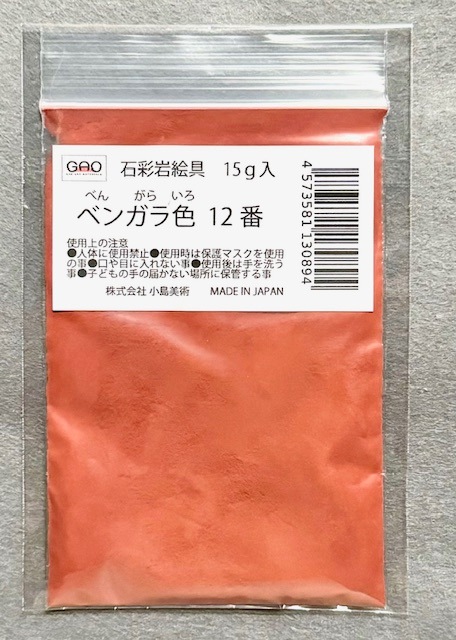 GAO
石彩岩絵具 15g入
べん がら いろ
ベンガラ色 12番
使用上の注意
●人体に使用禁止●使用時は保護マスクを使用
の事●口や目に入れない事●使用後は手を洗う
事●子どもの手の届かない場所に保管する事
株式会社 小島美術 MADE IN JAPAN
4 573581 130894